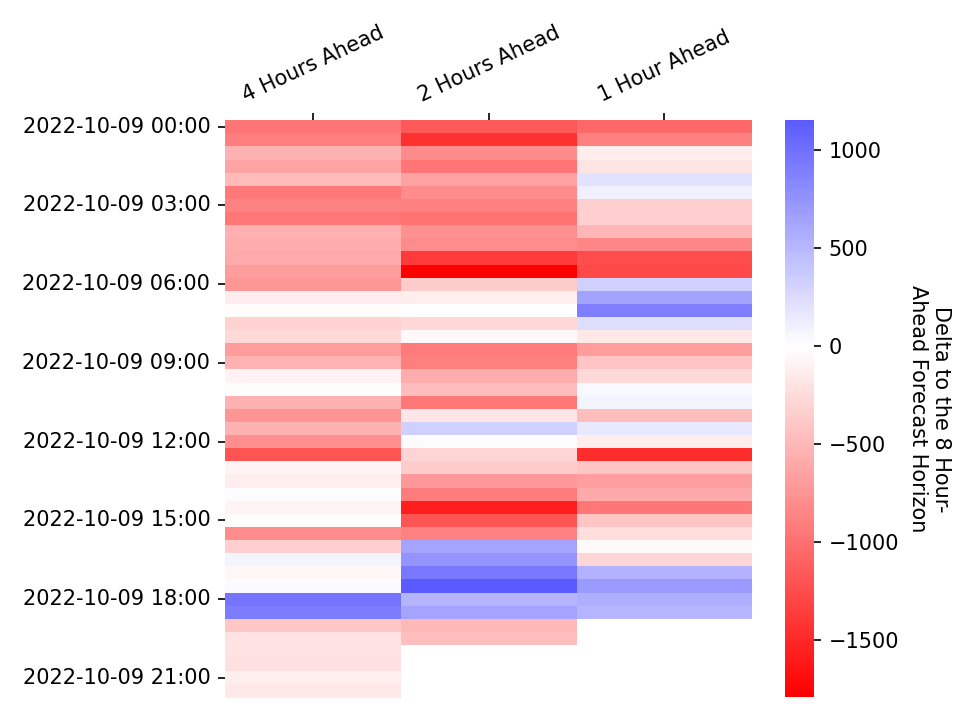 4 Hours Ahead
2 Hours Ahead
1 Hour Ahead
2022-10-09 00:00
2022-10-09 03:00
2022-10-09 06:00
2022-10-09 09:00
2022-10-09 12:00
2022-10-09 15:00
2022-10-09 18:00
2022-10-09 21:00
1000
500
0
−500
−1000
−1500
Delta to the 8 Hour-
Ahead Forecast Horizon